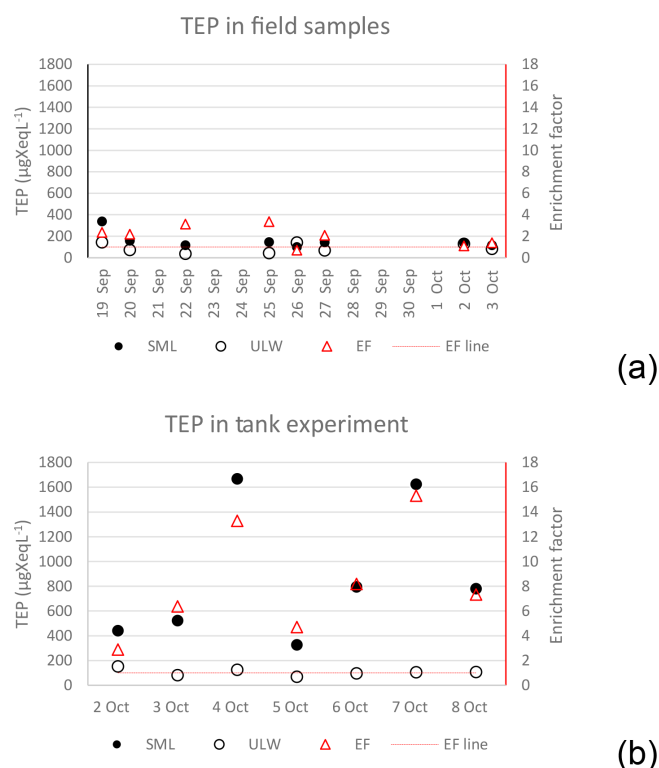 TEP in field samples
1800 18
1600 16
1400 14
1200 12
1000 10
800 8
600 6
400 4
200 2
0 0
TEP (µgXeqL⁻¹)
Enrichment factor
19 Sep
20 Sep
21 Sep
22 Sep
23 Sep
24 Sep
25 Sep
26 Sep
27 Sep
28 Sep
29 Sep
30 Sep
1 Oct
2 Oct
3 Oct
SML ULW EF EF line
(a)
TEP in tank experiment
1800 18
1600 16
1400 14
1200 12
1000 10
800 8
600 6
400 4
200 2
0 0
TEP (µgXeqL⁻¹)
Enrichment factor
2 Oct 3 Oct 4 Oct 5 Oct 6 Oct 7 Oct 8 Oct
SML ULW EF EF line
(b)